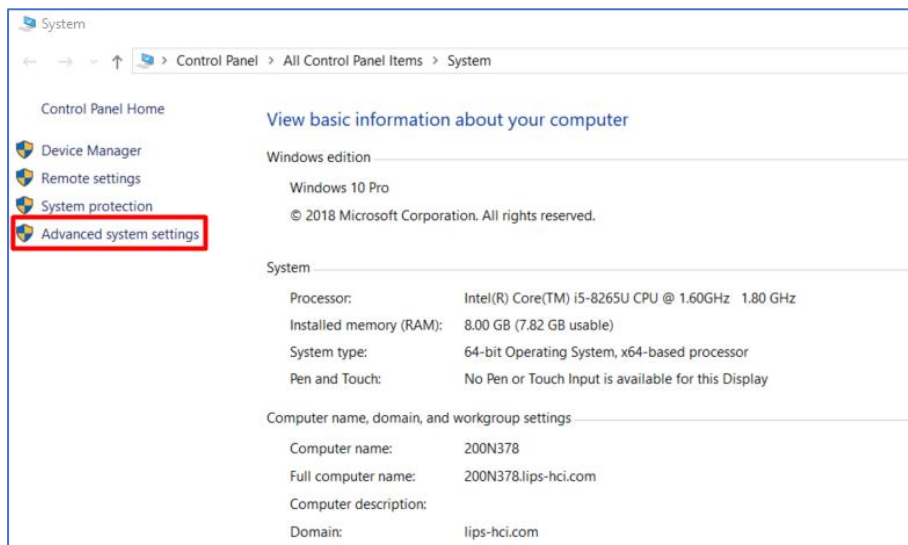 System
Control Panel > All Control Panel Items > System
Control Panel Home
Device Manager
Remote settings
System protection
Advanced system settings
View basic information about your computer
Windows edition
Windows 10 Pro
© 2018 Microsoft Corporation. All rights reserved.
System
Processor: Intel(R) Core(TM) i5-8265U CPU @ 1.60GHz 1.80 GHz
Installed memory (RAM): 8.00 GB (7.82 GB usable)
System type: 64-bit Operating System, x64-based processor
Pen and Touch: No Pen or Touch Input is available for this Display
Computer name, domain, and workgroup settings
Computer name: 200N378
Full computer name: 200N378.lips-hci.com
Computer description:
Domain: lips-hci.com